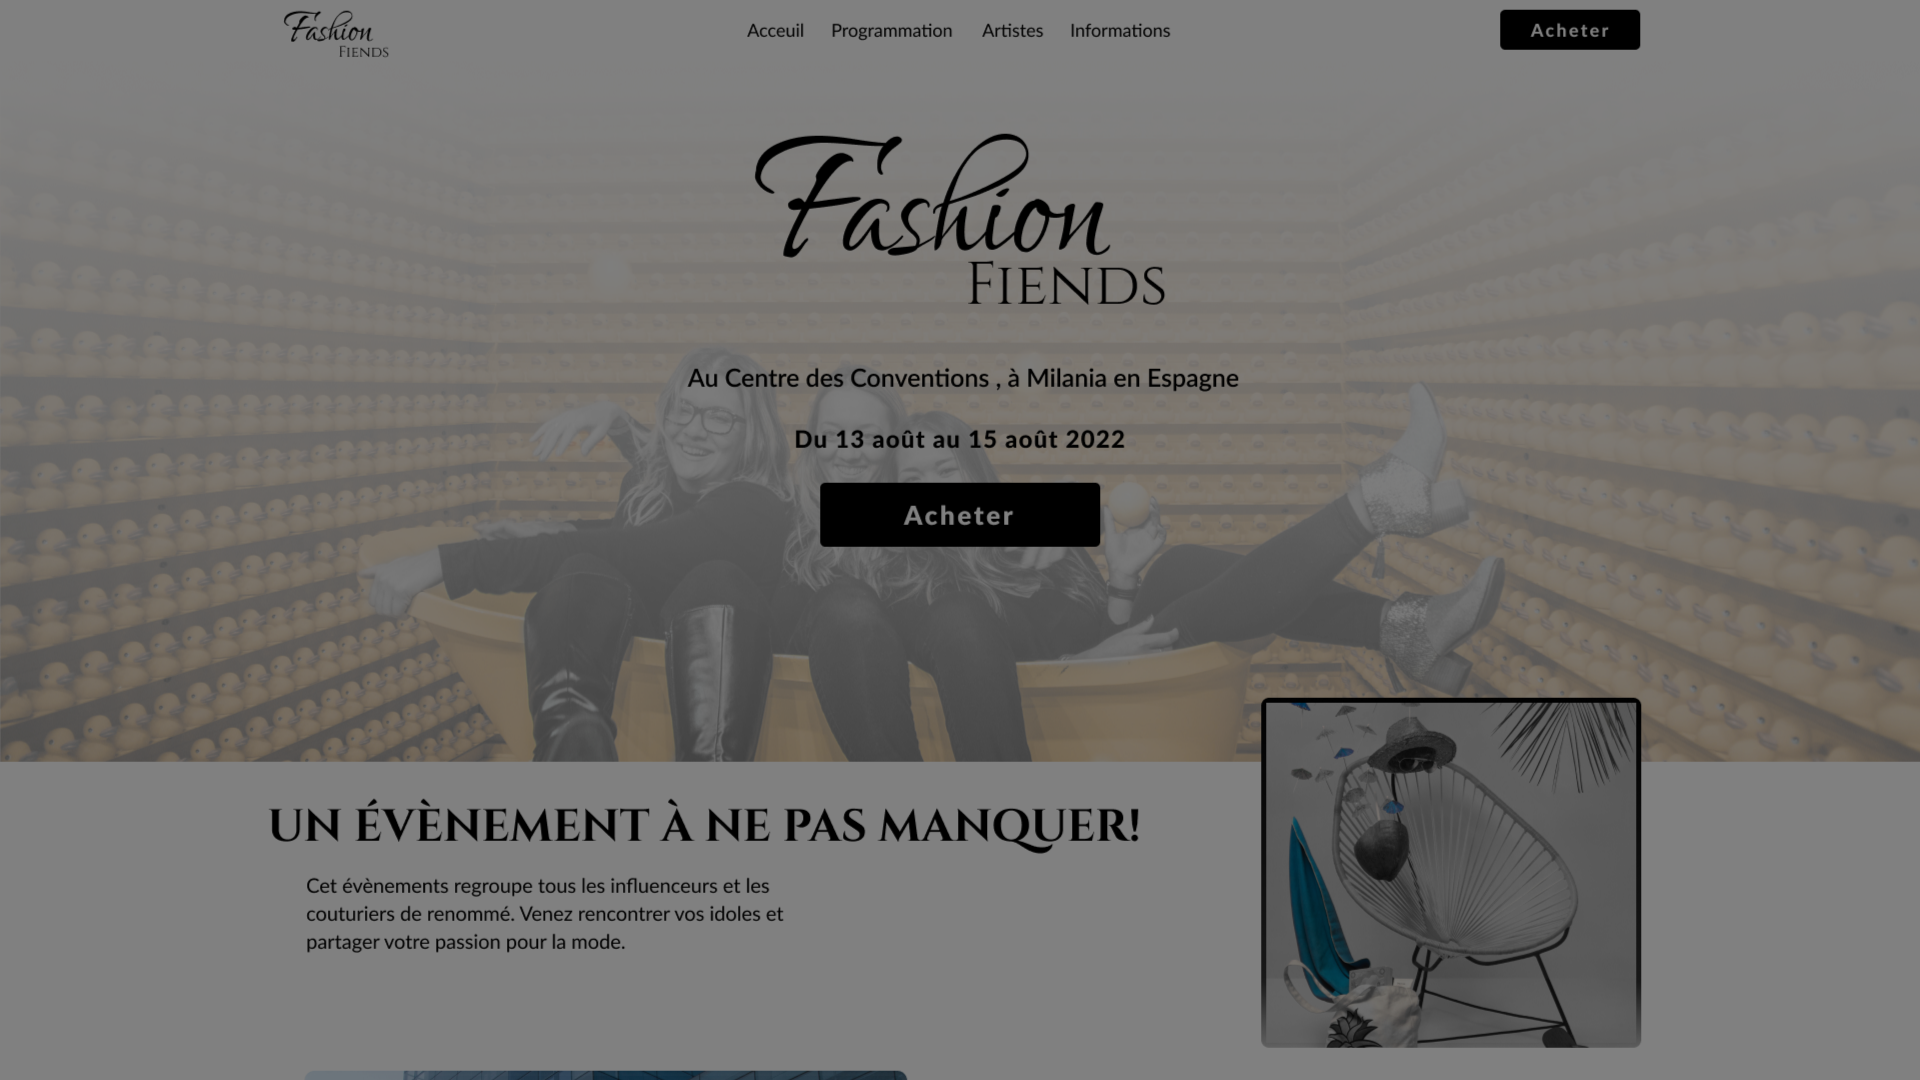 Fashion
FIENDS
Acceuil Programmation Artistes Informations
Acheter
Fashion
FIENDS
Au Centre des Conventions , à Milania en Espagne
Du 13 août au 15 août 2022
Acheter
UN ÉVÈNEMENT À NE PAS MANQUER!
Cet évènements regroupe tous les influenceurs et les
couturiers de renommé. Venez rencontrer vos idoles et
partager votre passion pour la mode.